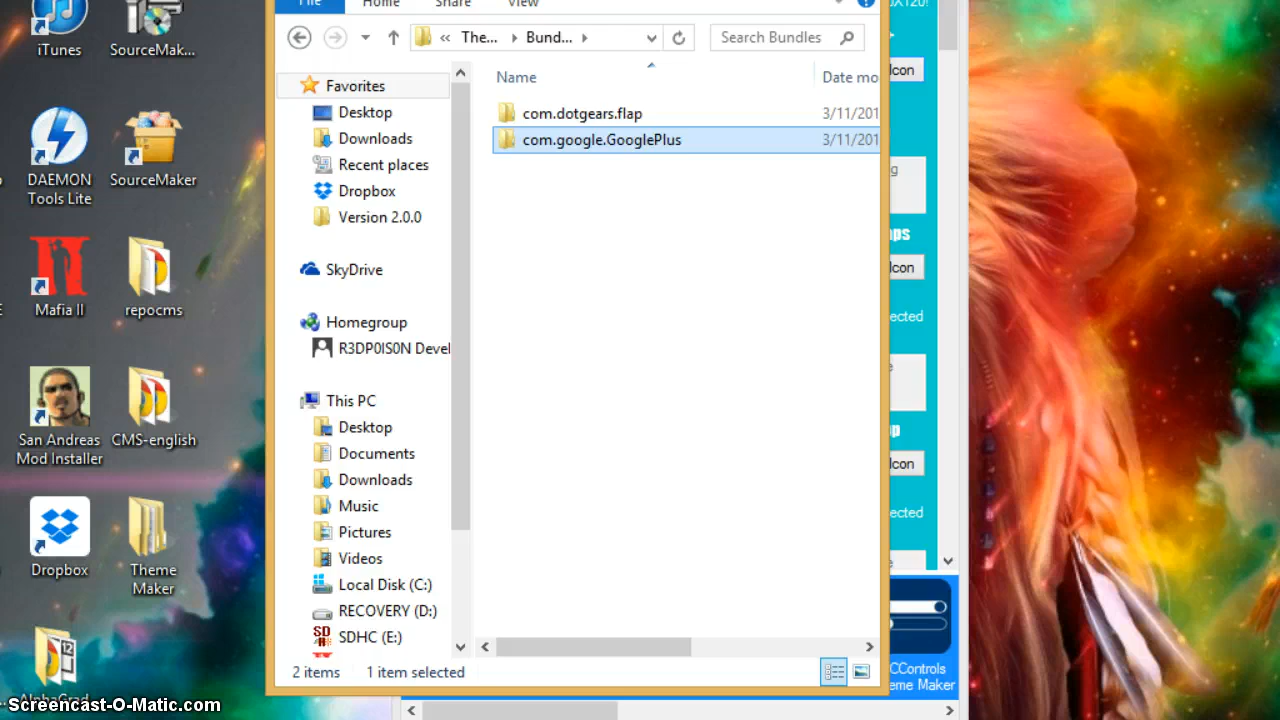 iTunes
SourceMak...
DAEMON
Tools Lite
SourceMaker
Mafia II
repocms
San Andreas
Mod Installer
CMS-english
Dropbox
Theme
Maker
Screencast-O-Matic.com
File
Home
Share
View
« The... Bund...
Search Bundles
Favorites
Desktop
Downloads
Recent places
Dropbox
Version 2.0.0
SkyDrive
Homegroup
R3DP0IS0N Devel
This PC
Desktop
Documents
Downloads
Music
Pictures
Videos
Local Disk (C:)
RECOVERY (D:)
SDHC (E:)
Name
Date mo
com.dotgears.flap
3/11/201
com.google.GooglePlus
3/11/201
2 items
1 item selected
X120!
Icon
g
ps
Icon
ected
e
p
Icon
ected
CControls
eme Maker